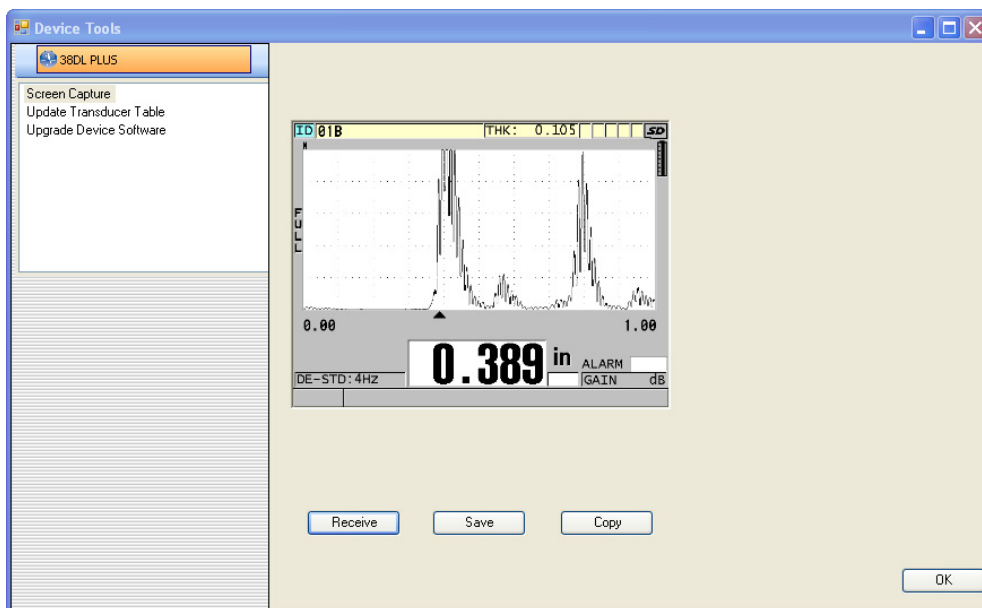 Device Tools
38DL PLUS
Screen Capture
Update Transducer Table
Upgrade Device Software
ID 01B THK: 0.105 SD
FULL
0.00 1.00
0.389 in
ALARM
DE-STD:4HZ GAIN dB
Receive Save Copy
OK